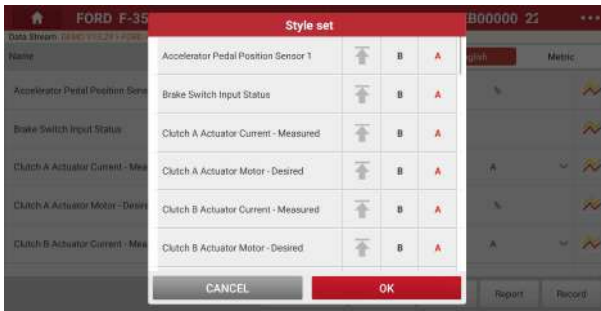 FORD F-35
Style set
B00000 22
Data Stream
Name
English
Metric
Accelerator Pedal Position Sensor 1
B
A
Accelerator Pedal Position Sens
%
Brake Switch Input Status
B
A
Brake Switch Input Status
Clutch A Actuator Current - Measured
B
A
Clutch A Actuator Current - Mea
A
Clutch A Actuator Motor - Desired
B
A
Clutch A Actuator Motor - Desire
%
Clutch B Actuator Current - Measured
B
A
Clutch B Actuator Current - Mea
A
Clutch B Actuator Motor - Desired
B
A
CANCEL
OK
Report
Record